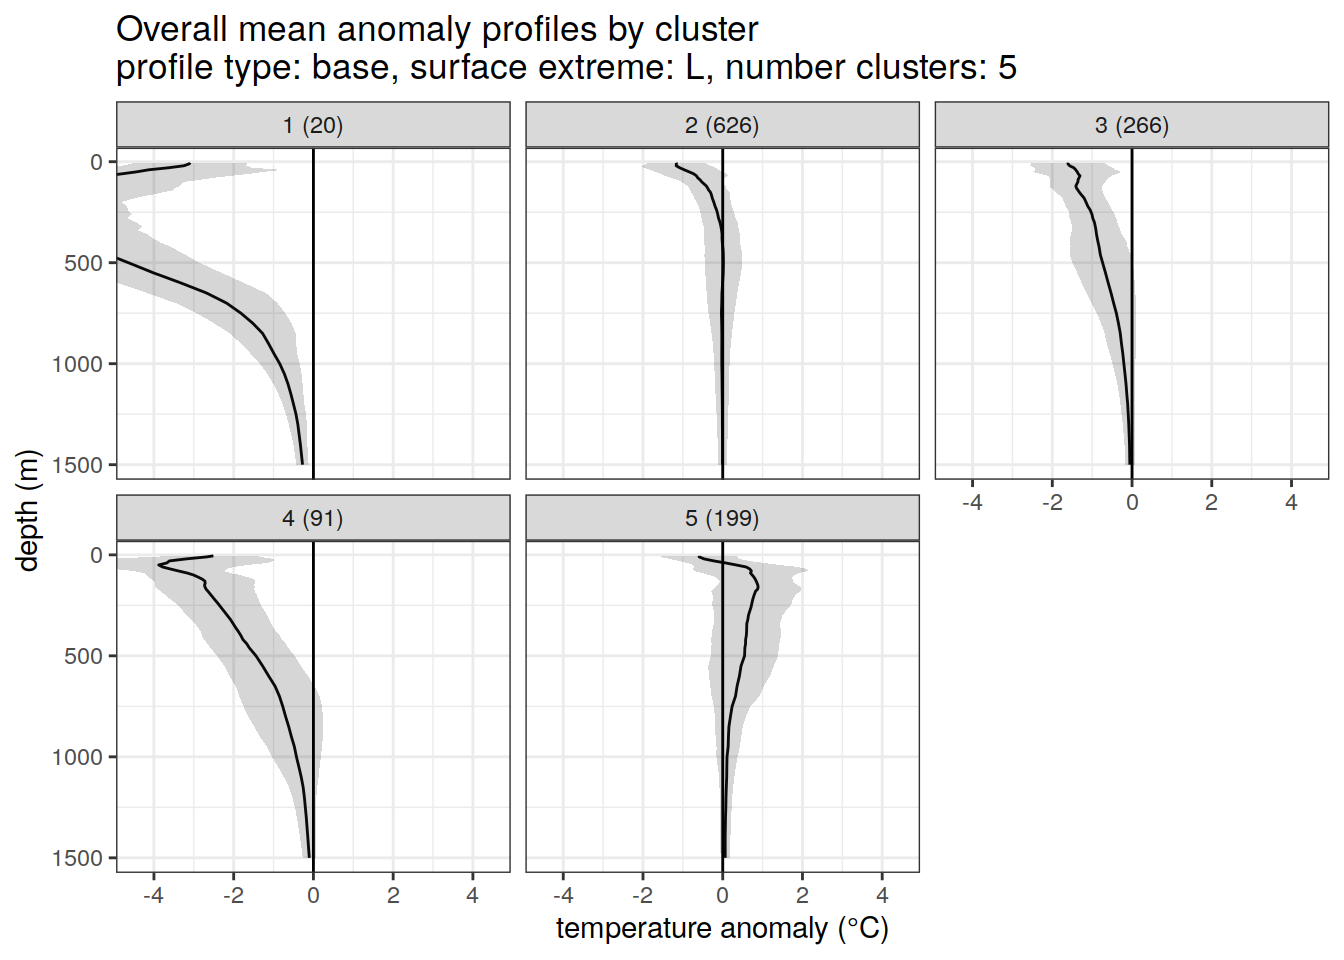 Overall mean anomaly profiles by cluster
profile type: base, surface extreme: L, number clusters: 5
1 (20)
2 (626)
3 (266)
0
500
1000
1500
-4 -2 0 2 4
4 (91)
5 (199)
0
500
1000
1500
-4 -2 0 2 4
-4 -2 0 2 4
depth (m)
temperature anomaly (°C)